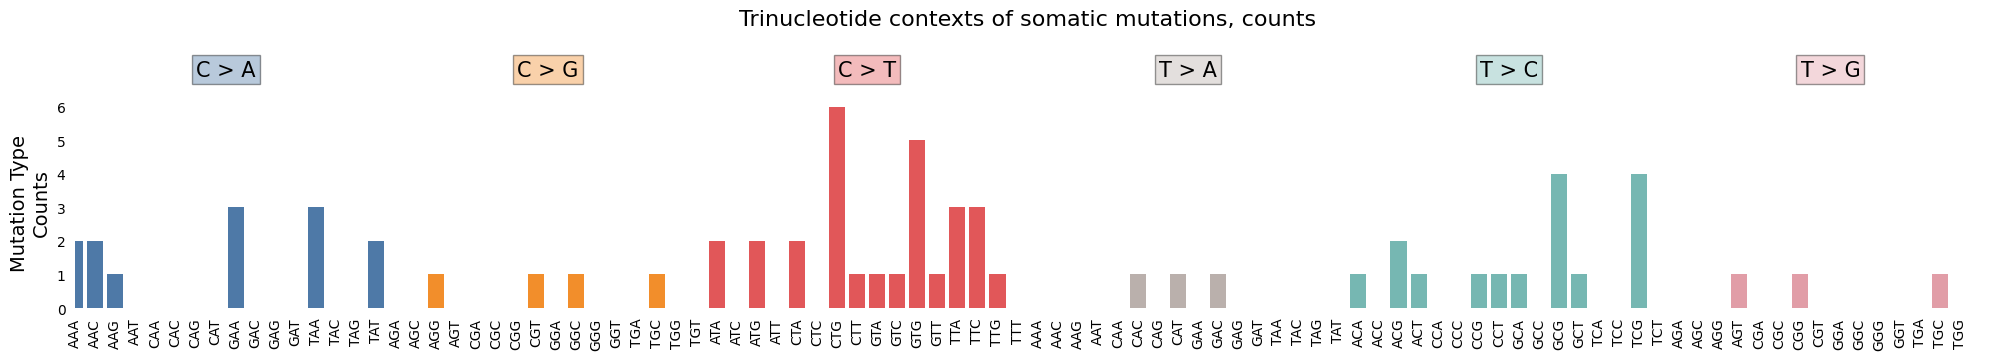 Trinucleotide contexts of somatic mutations, counts
C > A C > G C > T T > A T > C T > G
Mutation Type
Counts
6
5
4
3
2
1
0
AAA AAC AAG AAT CAA CAC CAG CAT GAA GAC GAG GAT TAA TAC TAG TAT AGA AGC AGG AGT CGA CGC CGG CGT GGA GGC GGG GGT TGA TGC TGG TGT ATA ATC ATG ATT CTA CTC CTG CTT GTA GTC GTG GTT TTA TTC TTG TTT AAA AAC AAG AAT CAA CAC CAG CAT GAA GAC GAG GAT TAA TAC TAG TAT ACA ACC ACG ACT CCA CCC CCG CCT GCA GCC GCG GCT TCA TCC TCG TCT AGA AGC AGG AGT CGA CGC CGG CGT GGA GGC GGG GGT TGA TGC TGG